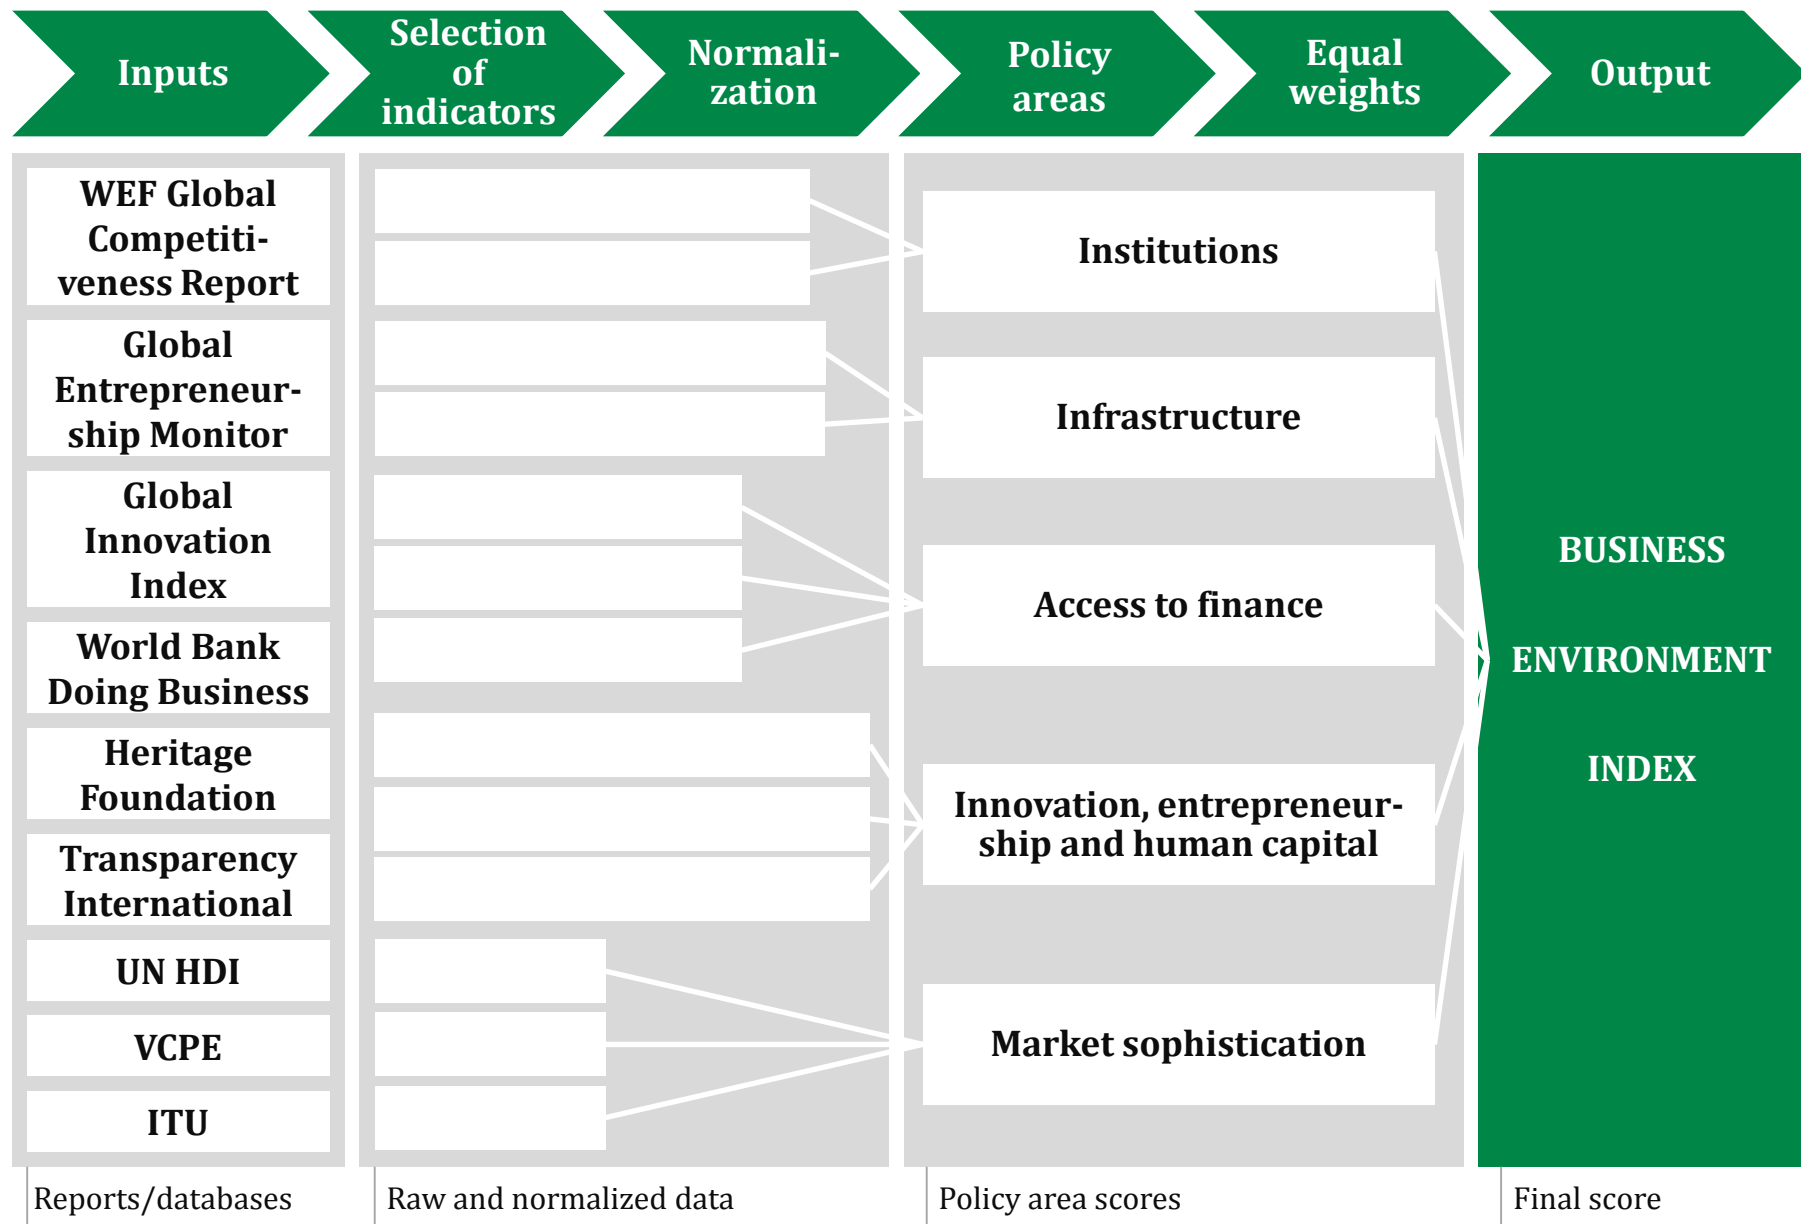 Inputs
Selection
of
indicators
Normali-
zation
Policy
areas
Equal
weights
Output
WEF Global
Competiti-
veness Report
Global
Entrepreneur-
ship Monitor
Global
Innovation
Index
World Bank
Doing Business
Heritage
Foundation
Transparency
International
UN HDI
VCPE
ITU
Institutions
Infrastructure
Access to finance
Innovation, entrepreneur-
ship and human capital
Market sophistication
BUSINESS
ENVIRONMENT
INDEX
Reports/databases
Raw and normalized data
Policy area scores
Final score